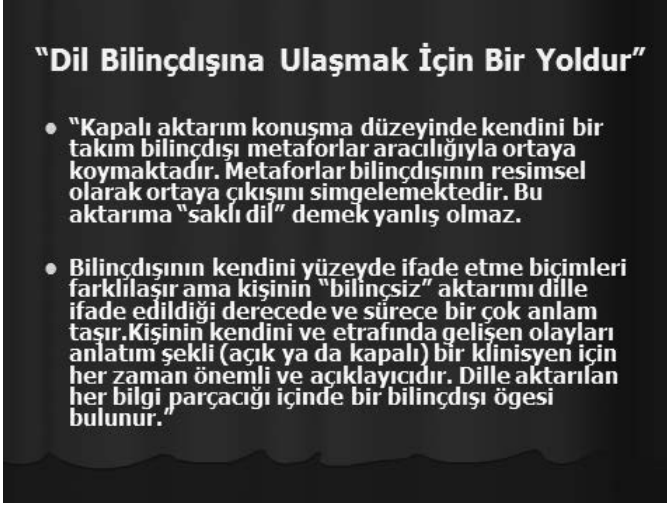 “Dil Bilinçdışına Ulaşmak İçin Bir Yoldur”
● “Kapalı aktarım konuşma düzeyinde kendini bir
takım bilinçdışı metaforlar aracılığıyla ortaya
koymaktadır. Metaforlar bilinçdışının resimsel
olarak ortaya çıkışını simgelemektedir. Bu
aktarıma “saklı dil” demek yanlış olmaz.
● Bilinçdışının kendini yüzeyde ifade etme biçimleri
farklılaşır ama kişinin “bilinçsiz” aktarımı dille
ifade edildiği derecede ve sürece bir çok anlam
taşır.Kişinin kendini ve etrafında gelişen olayları
anlatım şekli (açık ya da kapalı) bir klinisyen için
her zaman önemli ve açıklayıcıdır. Dille aktarılan
her bilgi parçacığı içinde bir bilinçdışı ögesi
bulunur.”